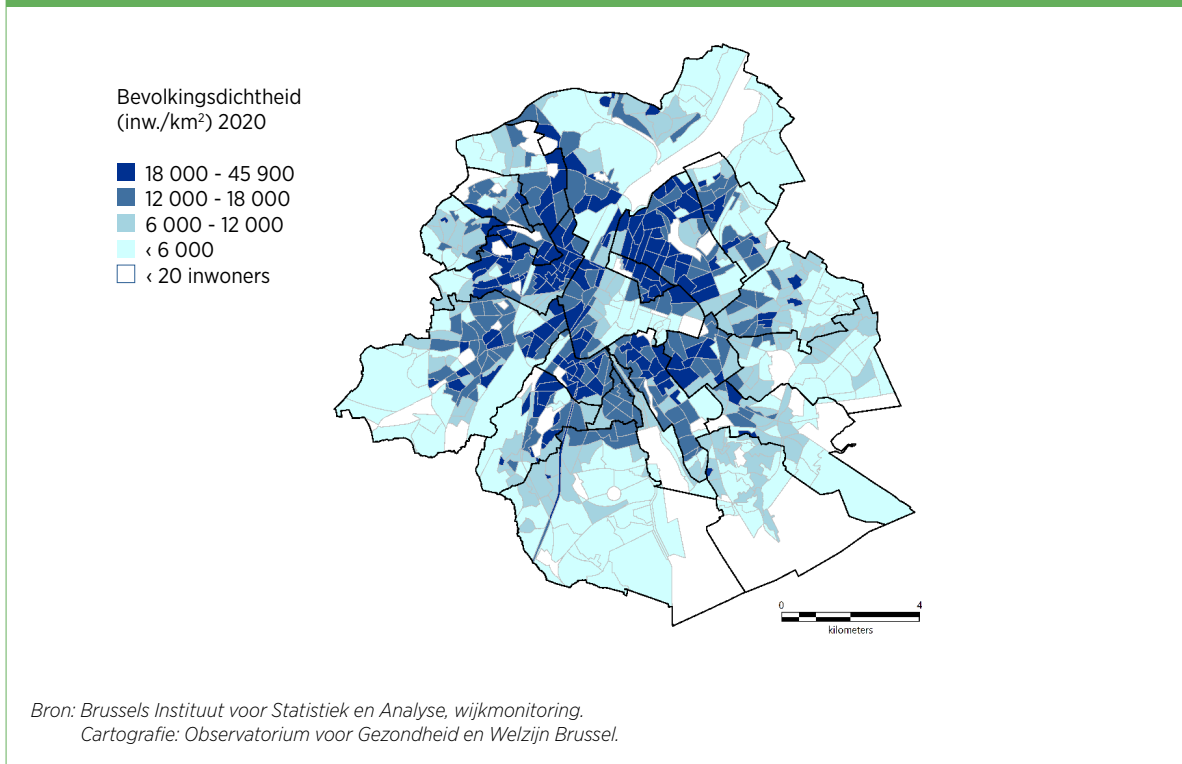 Bevolkingsdichtheid
(inw./km²) 2020
18 000 - 45 900
12 000 - 18 000
6 000 - 12 000
‹ 6 000
‹ 20 inwoners
0 4
kilometers
Bron: Brussels Instituut voor Statistiek en Analyse, wijkmonitoring.
Cartografie: Observatorium voor Gezondheid en Welzijn Brussel.